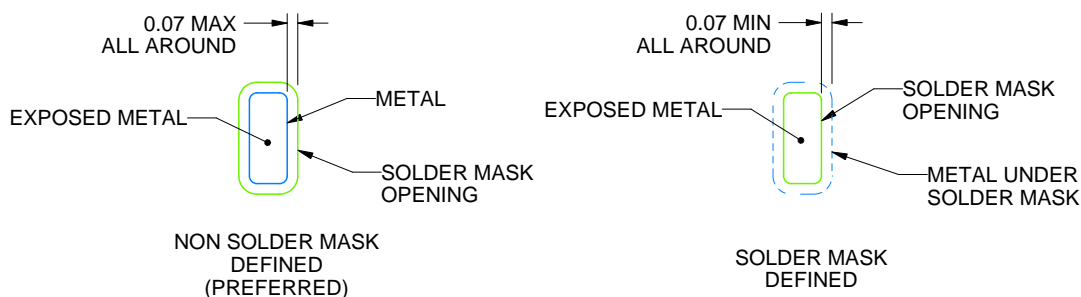 0.07 MAX
ALL AROUND
EXPOSED METAL
METAL
SOLDER MASK
OPENING
NON SOLDER MASK
DEFINED
(PREFERRED)
0.07 MIN
ALL AROUND
EXPOSED METAL
SOLDER MASK
OPENING
METAL UNDER
SOLDER MASK
SOLDER MASK
DEFINED